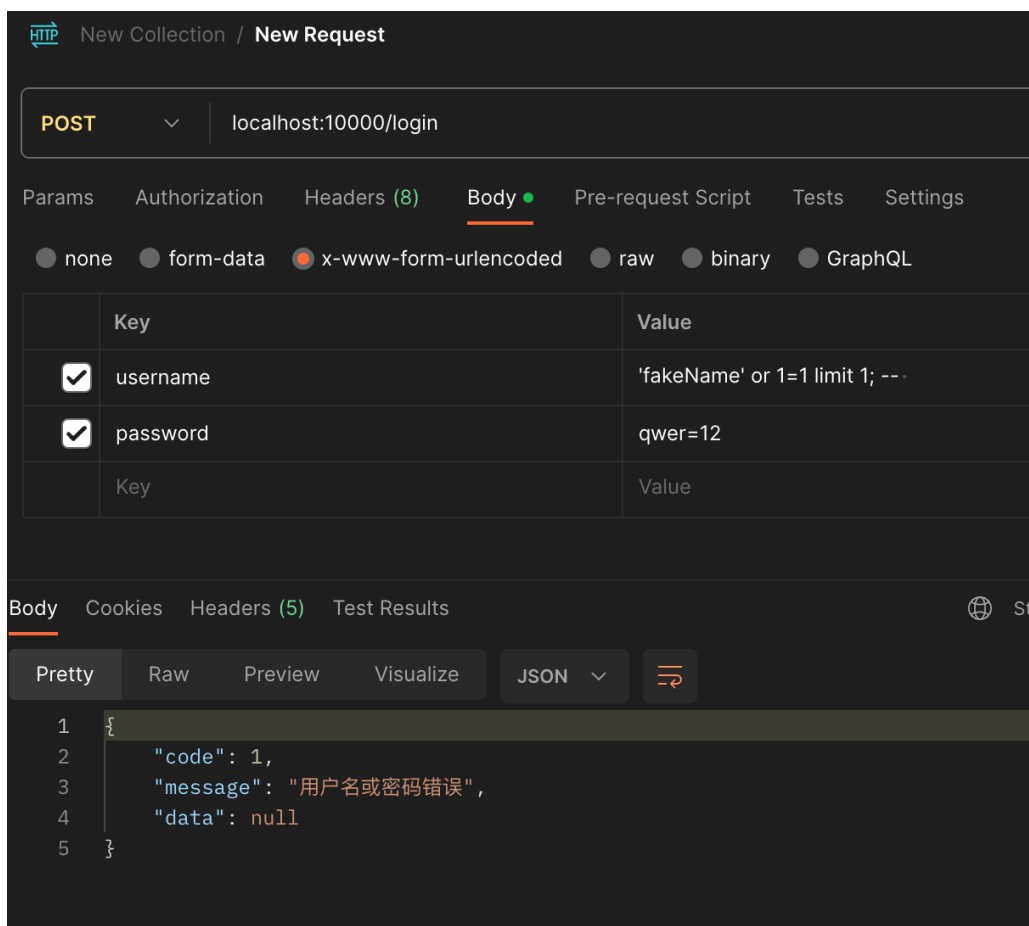 HTTP New Collection / New Request
POST localhost:10000/login
Params Authorization Headers (8) Body Pre-request Script Tests Settings
none form-data x-www-form-urlencoded raw binary GraphQL
Key Value
username 'fakeName' or 1=1 limit 1; --
password qwer=12
Key Value
Body Cookies Headers (5) Test Results
Pretty Raw Preview Visualize JSON
1 {
2 "code": 1,
3 "message": "用户名或密码错误",
4 "data": null
5 }